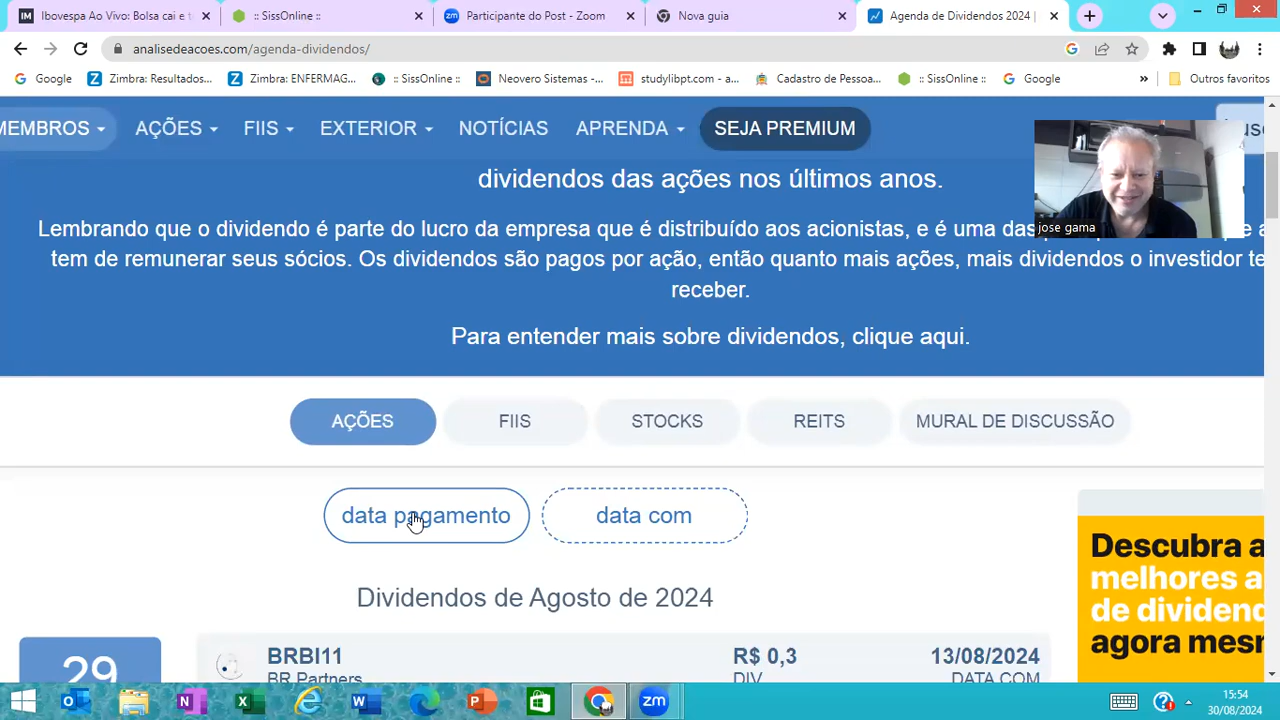 Ibovespa Ao Vivo: Bolsa cai e t
:: SissOnline ::
Participante do Post - Zoom
Nova guia
Agenda de Dividendos 2024 |
analisedeacoes.com/agenda-dividendos/
Google
Zimbra: Resultados...
Zimbra: ENFERMAG...
:: SissOnline ::
Neovero Sistemas -...
studylibpt.com - a...
Cadastro de Pessoa...
:: SissOnline ::
Google
»
Outros favoritos
MEMBROS
AÇÕES
FIIS
EXTERIOR
NOTÍCIAS
APRENDA
SEJA PREMIUM
dividendos das ações nos últimos anos.
jose gama
Lembrando que o dividendo é parte do lucro da empresa que é distribuído aos acionistas, e é uma das
tem de remunerar seus sócios. Os dividendos são pagos por ação, então quanto mais ações, mais dividendos o investidor te
receber.
Para entender mais sobre dividendos, clique aqui.
AÇÕES
FIIS
STOCKS
REITS
MURAL DE DISCUSSÃO
data pagamento
data com
Descubra a
melhores a
de dividend
agora mesm
Dividendos de Agosto de 2024
29
BRBI11
BR Partners
R$ 0,3
DIV
13/08/2024
DATA COM
15:54
30/08/2024